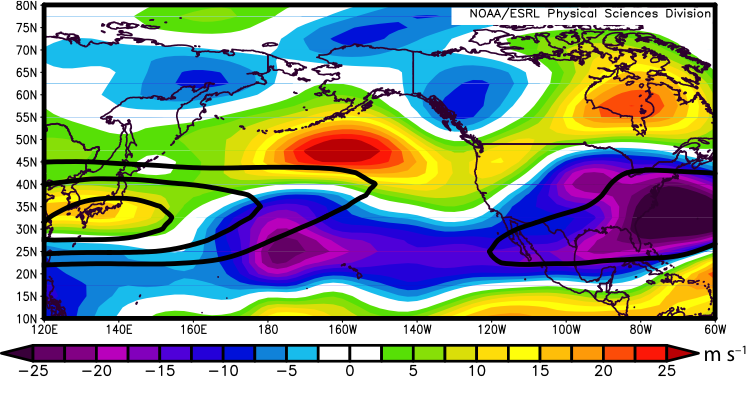 80N
NOAA/ESRL Physical Sciences Division
75N
70N
65N
60N
55N
50N
45N
40N
35N
30N
25N
20N
15N
10N
120E 140E 160E 180 160W 140W 120W 100W 80W 60W
m s⁻¹
−25 −20 −15 −10 −5 0 5 10 15 20 25